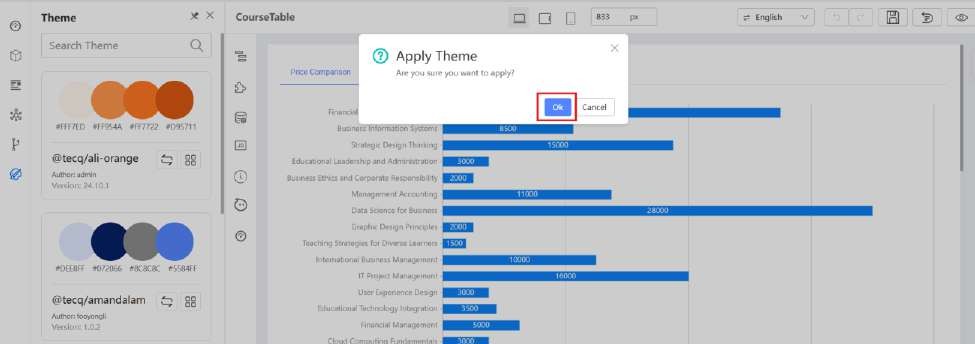 Theme
Search Theme
#FFF7ED #FF954A #FF7722 #D95711
@tecq/ali-orange
Author: admin
Version: 24.10.1
#DEE8FF #072066 #8C8C8C #5584FF
@tecq/amandalam
Author: fooyongli
Version: 1.0.2
CourseTable
833 px
English
Price Comparison
Apply Theme
Are you sure you want to apply?
Ok Cancel
Financial
Business Information Systems 8500
Strategic Design Thinking 15000
Educational Leadership and Administration 3000
Business Ethics and Corporate Responsibility 2000
Management Accounting 11000
Data Science for Business 28000
Graphic Design Principles 2000
Teaching Strategies for Diverse Learners 1500
International Business Management 10000
IT Project Management 16000
User Experience Design 3000
Educational Technology Integration 3500
Financial Management 5000
Cloud Computing Fundamentals 3000